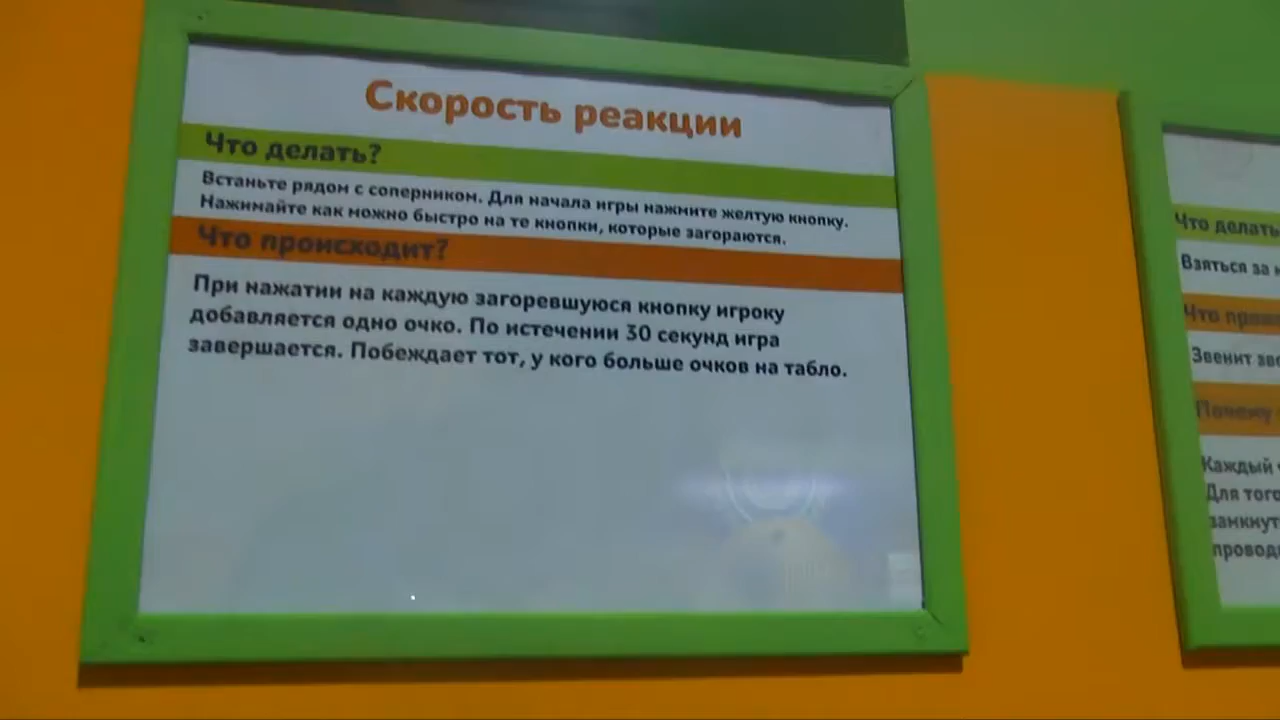 Скорость реакции
Что делать?
Встаньте рядом с соперником. Для начала игры нажмите желтую кнопку.
Нажимайте как можно быстро на те кнопки, которые загораются.
Что происходит?
При нажатии на каждую загоревшуюся кнопку игроку
добавляется одно очко. По истечении 30 секунд игра
завершается. Побеждает тот, у кого больше очков на табло.
Что делать
Взяться за
Что
Звенит
Почему
Каждый
Для того